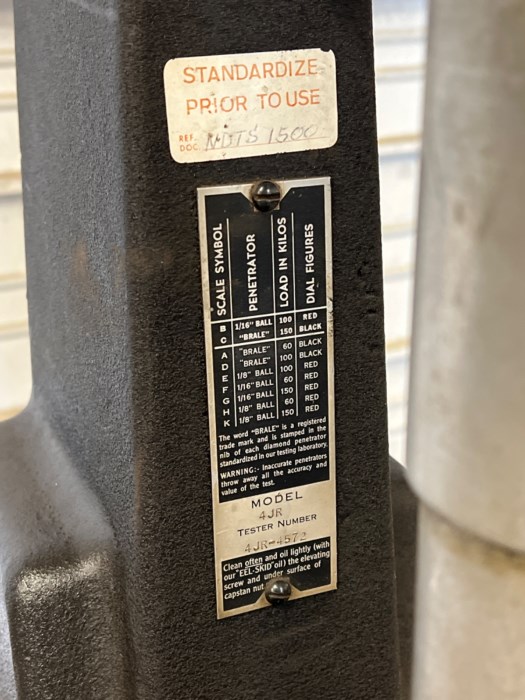 STANDARDIZE
PRIOR TO USE
REF. DOC. NDTS 1500
SCALE SYMBOL PENETRATOR LOAD IN KILOS DIAL FIGURES
B 1/16" BALL 100 RED
C "BRALE" 150 BLACK
A "BRALE" 60 BLACK
D "BRALE" 100 BLACK
E 1/8" BALL 100 RED
F 1/16" BALL 60 RED
G 1/16" BALL 150 RED
H 1/8" BALL 60 RED
K 1/8" BALL 150 RED
The word "BRALE" is a registered
trade mark and is stamped in the
nib of each diamond penetrator
standardized in our testing laboratory.
WARNING:- Inaccurate penetrators
throw away all the accuracy and
value of the test.
MODEL
4JR
TESTER NUMBER
4JR-4572
Clean often and oil lightly (with
our "EEL-SKID" oil) the elevating
screw and under surface of
capstan nut